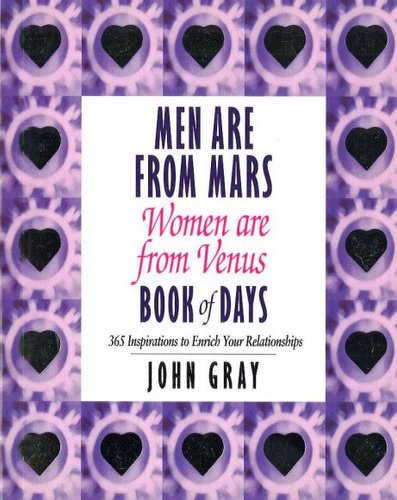 MEN ARE
FROM MARS
Women are
from Venus
BOOK of DAYS
365 Inspirations to Enrich Your Relationships
JOHN GRAY